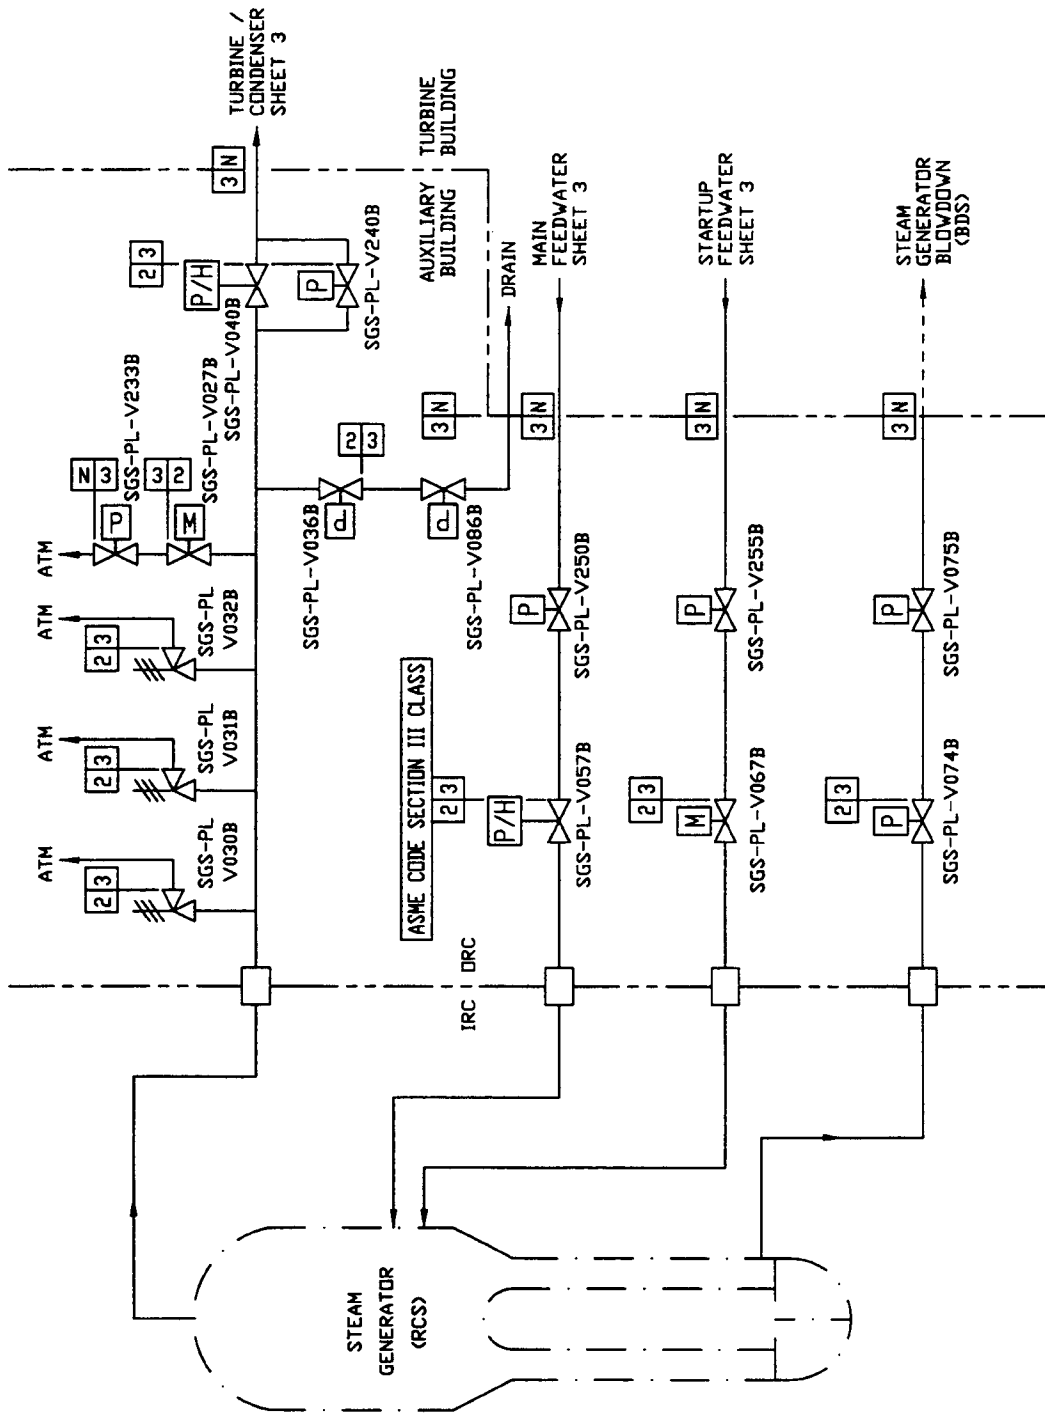 TURBINE /
CONDENSER
SHEET 3
3 N
TURBINE
BUILDING
AUXILIARY
BUILDING
2 3
P/H
P
SGS-PL-V240B
SGS-PL-V040B
SGS-PL-V027B
SGS-PL-V233B
N 3
3 2
P
M
ATM
ATM
ATM
ATM
2 3
SGS-PL
V032B
2 3
SGS-PL
V031B
2 3
SGS-PL
V030B
2 3
P
SGS-PL-V036B
P
SGS-PL-V086B
DRAIN
3 N
3 N
MAIN
FEEDWATER
SHEET 3
P
SGS-PL-V250B
ASME CODE SECTION III CLASS
2 3
P/H
SGS-PL-V057B
STARTUP
FEEDWATER
SHEET 3
3 N
P
SGS-PL-V255B
2 3
M
SGS-PL-V067B
STEAM
GENERATOR
BLOWDOWN
(BDS)
3 N
P
SGS-PL-V075B
2 3
P
SGS-PL-V074B
IRC
ORC
STEAM
GENERATOR
(RCS)